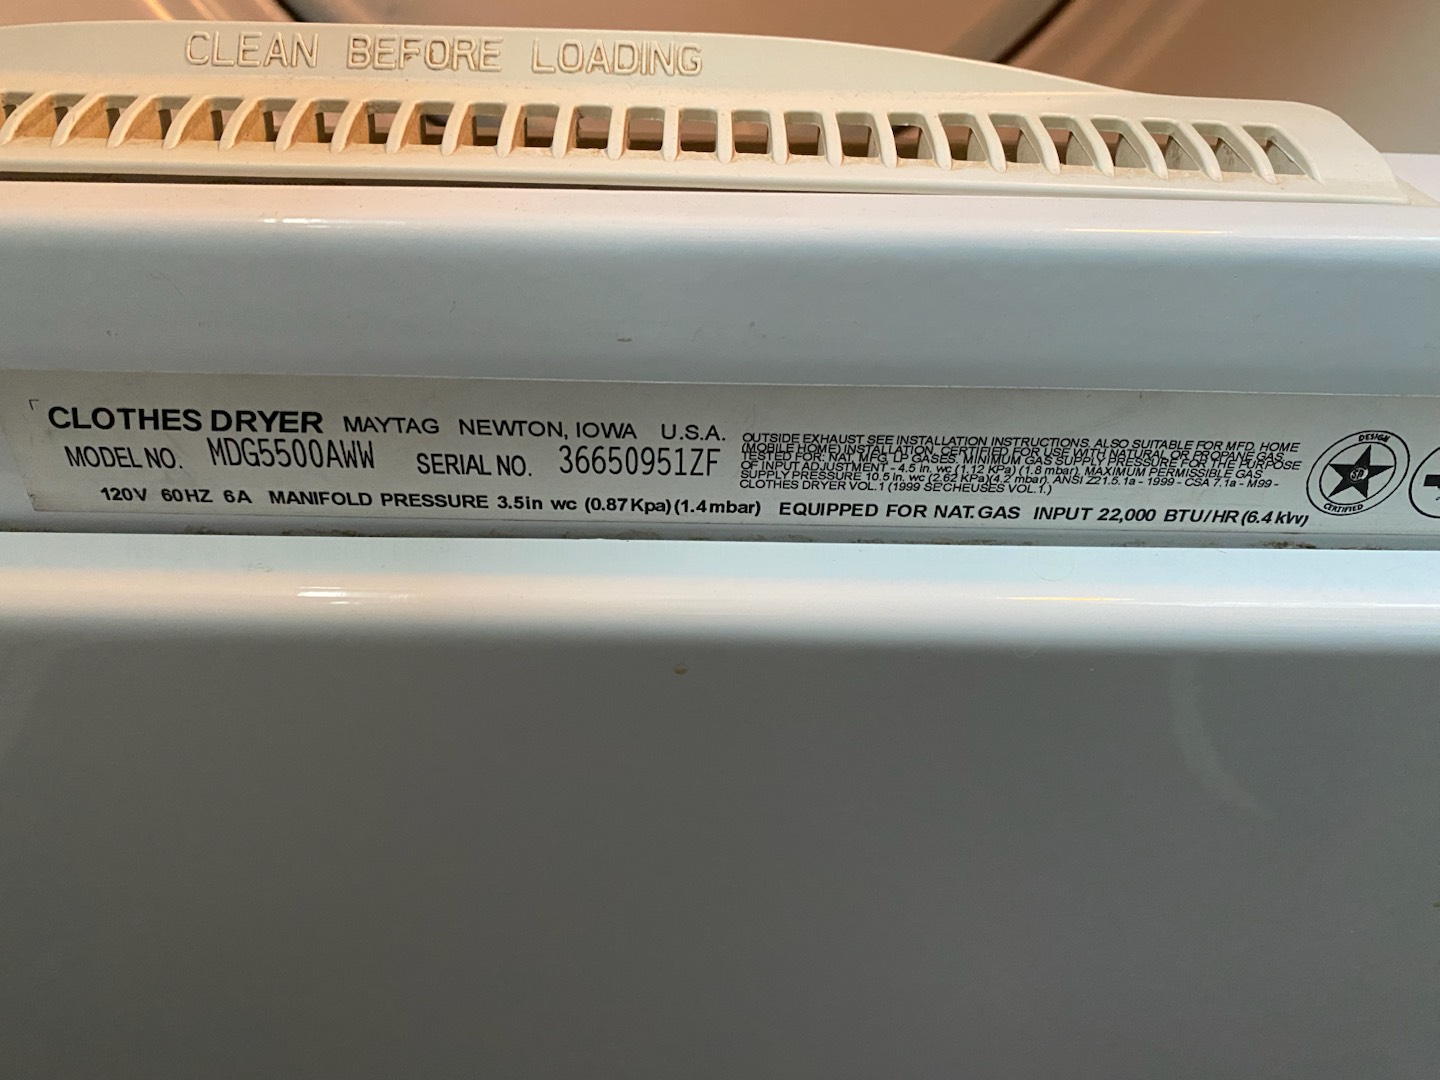 CLEAN BEFORE LOADING
CLOTHES DRYER MAYTAG NEWTON, IOWA U.S.A.
MODEL NO. MDG5500AWW SERIAL NO. 36650951ZF
OUTSIDE EXHAUST SEE INSTALLATION INSTRUCTIONS. ALSO SUITABLE FOR MFD. HOME
(MOBILE HOME) INSTALLATION. CERTIFIED FOR USE WITH NATURAL OR PROPANE GAS.
TESTED FOR: NAT, MFG, LP GASES. MINIMUM GAS SUPPLY PRESSURE FOR THE PURPOSE
OF INPUT ADJUSTMENT - 4.5 in. wc (1.12 KPa) (1.8 mbar). MAXIMUM PERMISSIBLE GAS
SUPPLY PRESSURE 10.5 in. wc (2.62 KPa)(4.2 mbar). ANSI Z21.5.1a - 1999 - CSA 7.1a - M99 -
CLOTHES DRYER VOL.1 (1999 SECHEUSES VOL.1.)
120V 60HZ 6A MANIFOLD PRESSURE 3.5in wc (0.87Kpa)(1.4mbar) EQUIPPED FOR NAT.GAS INPUT 22,000 BTU/HR(6.4kW)
DESIGN
CERTIFIED